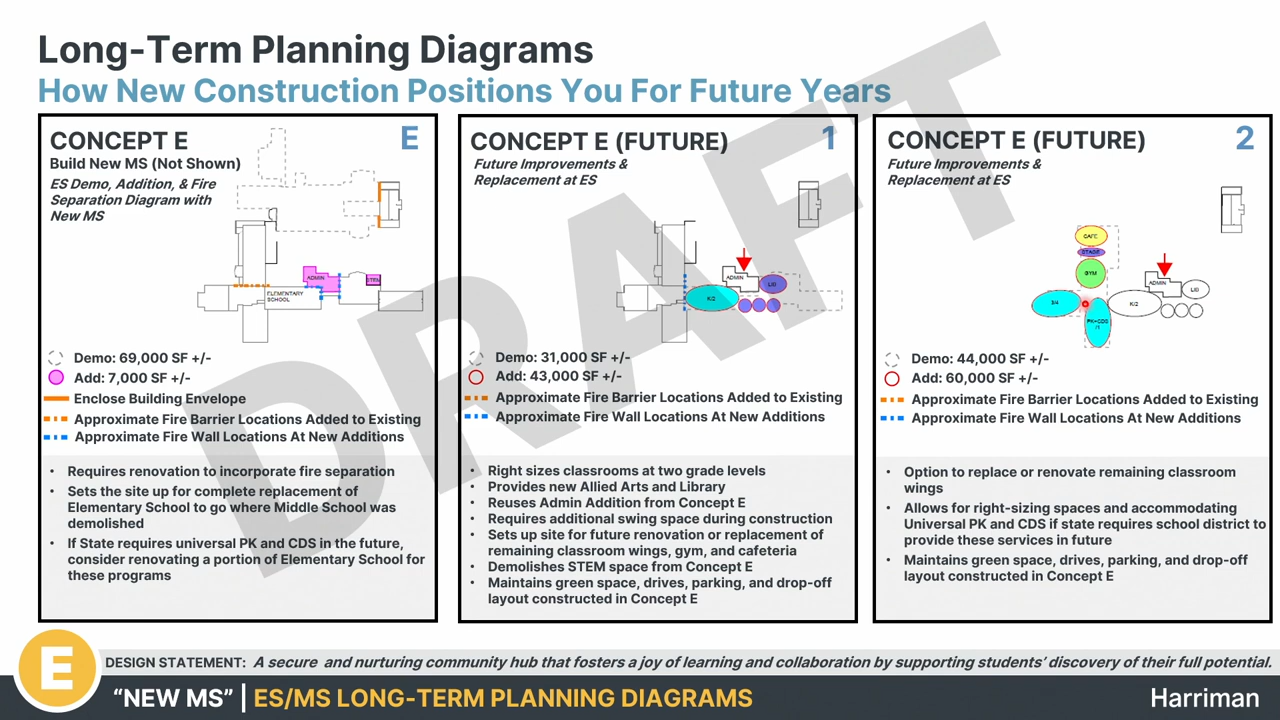 Long-Term Planning Diagrams
How New Construction Positions You For Future Years
DRAFT
CONCEPT E
E
Build New MS (Not Shown)
ES Demo, Addition, & Fire
Separation Diagram with
New MS
ADMIN
STEM
ELEMENTARY
SCHOOL
Demo: 69,000 SF +/-
Add: 7,000 SF +/-
Enclose Building Envelope
Approximate Fire Barrier Locations Added to Existing
Approximate Fire Wall Locations At New Additions
• Requires renovation to incorporate fire separation
• Sets the site up for complete replacement of
Elementary School to go where Middle School was
demolished
• If State requires universal PK and CDS in the future,
consider renovating a portion of Elementary School for
these programs
CONCEPT E (FUTURE)
1
Future Improvements &
Replacement at ES
ADMIN
LIB
K/2
Demo: 31,000 SF +/-
Add: 43,000 SF +/-
Approximate Fire Barrier Locations Added to Existing
Approximate Fire Wall Locations At New Additions
• Right sizes classrooms at two grade levels
• Provides new Allied Arts and Library
• Reuses Admin Addition from Concept E
• Requires additional swing space during construction
• Sets up site for future renovation or replacement of
remaining classroom wings, gym, and cafeteria
• Demolishes STEM space from Concept E
• Maintains green space, drives, parking, and drop-off
layout constructed in Concept E
CONCEPT E (FUTURE)
2
Future Improvements &
Replacement at ES
CAFE
STAGE
GYM
ADMIN
LIB
3/4
K/2
PK+CDS
/1
Demo: 44,000 SF +/-
Add: 60,000 SF +/-
Approximate Fire Barrier Locations Added to Existing
Approximate Fire Wall Locations At New Additions
• Option to replace or renovate remaining classroom
wings
• Allows for right-sizing spaces and accommodating
Universal PK and CDS if state requires school district to
provide these services in future
• Maintains green space, drives, parking, and drop-off
layout constructed in Concept E
E
DESIGN STATEMENT: A secure and nurturing community hub that fosters a joy of learning and collaboration by supporting students’ discovery of their full potential.
“NEW MS” | ES/MS LONG-TERM PLANNING DIAGRAMS
Harriman